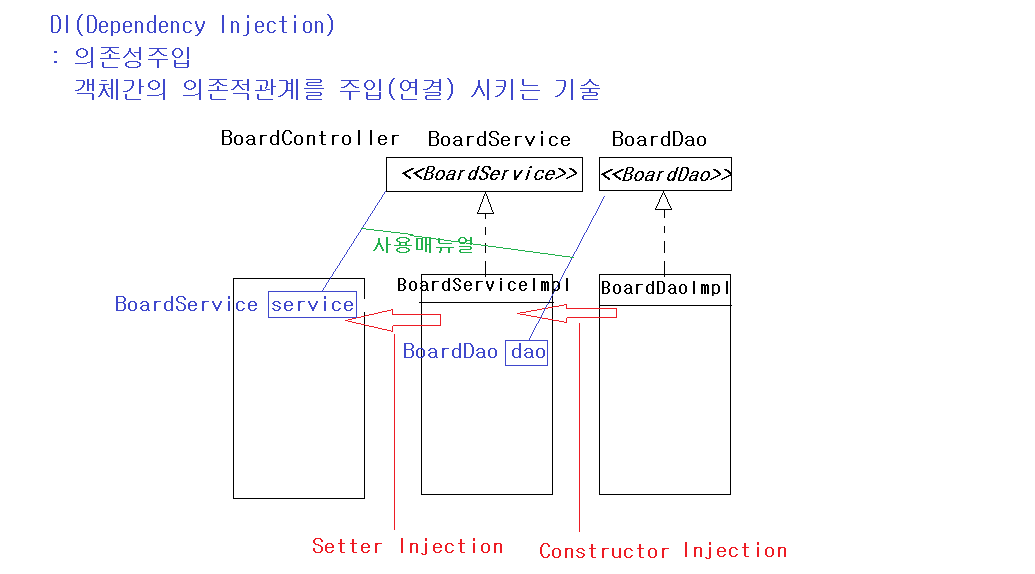 DI(Dependency Injection)
: 의존성주입
객체간의 의존적관계를 주입(연결) 시키는 기술
BoardController BoardService BoardDao
<<BoardService>> <<BoardDao>>
사용매뉴얼
BoardServiceImpl BoardDaoImpl
BoardService service
BoardDao dao
Setter Injection Constructor Injection